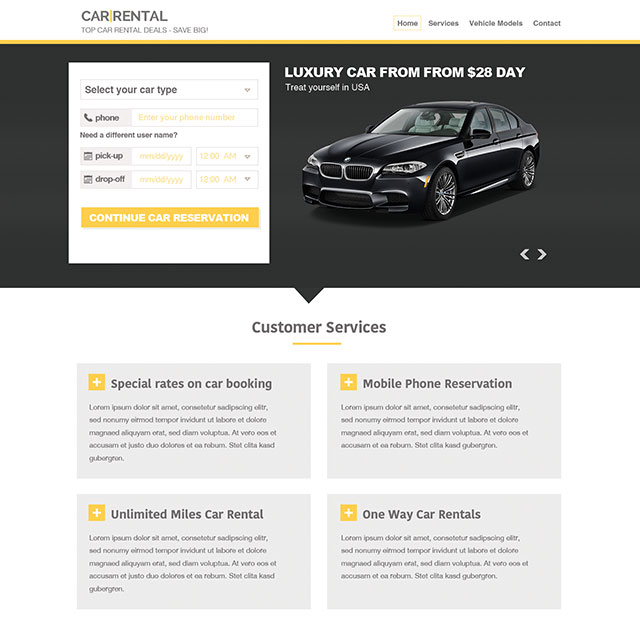 CAR|RENTAL
TOP CAR RENTAL DEALS - SAVE BIG!
Home Services Vehicle Models Contact
Select your car type
phone Enter your phone number
Need a different user name?
pick-up mm/dd/yyyy 12:00 AM
drop-off mm/dd/yyyy 12:00 AM
CONTINUE CAR RESERVATION
LUXURY CAR FROM FROM $28 DAY
Treat yourself in USA
Customer Services
Special rates on car booking
Lorem ipsum dolor sit amet, consetetur sadipscing elitr,
sed diam nonumy eirmod tempor invidunt ut labore et dolore
magnaed aliquyam erat, sed diam voluptua. At vero eos et
accusam et justo duo dolores et ea rebum. Stet clita kasd
gubergren.
Mobile Phone Reservation
Lorem ipsum dolor sit amet, consetetur sadipscing elitr,
sed nonumy eirmod tempor invidunt ut labore et dolore
magnaed aliquyam erat, sed diam voluptua. At vero eos et
accusam et ea rebum. Stet clita kasd gubergren.
Unlimited Miles Car Rental
Lorem ipsum dolor sit amet, consetetur sadipscing elitr,
sed nonumy eirmod tempor invidunt ut labore et dolore
magnaed aliquyam erat, sed diam voluptua. At vero eos et
accusam et justo duo dolores et ea rebum. Stet clita kasd
gubergren.
One Way Car Rentals
Lorem ipsum dolor sit amet, consetetur sadipscing elitr,
sed nonumy eirmod tempor invidunt ut labore et dolore
magnaed aliquyam erat, sed diam voluptua. At vero eos et
accusam et ea rebum. Stet clita kasd gubergren.